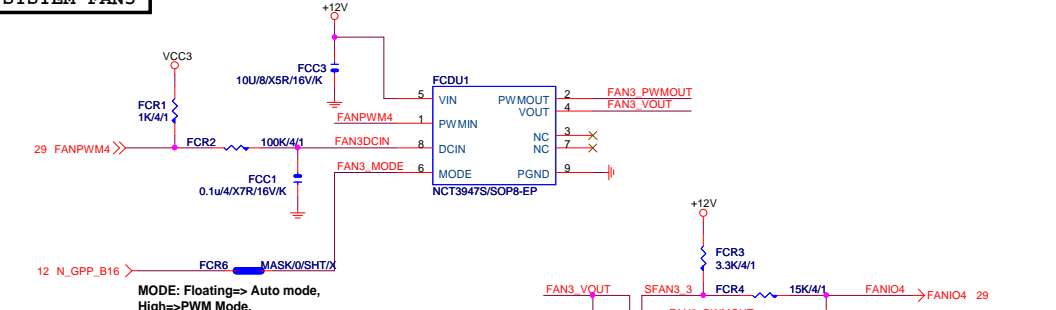 SYSTEM FAN3
+12V
VCC3
FCC3
10U/8/X5R/16V/K
FCR1
1K/4/1
FCDU1
5 VIN PWMOUT 2 FAN3_PWMOUT
VOUT 4 FAN3_VOUT
FANPWM4 1 PWMIN
NC 3
29 FANPWM4 FCR2 100K/4/1 FAN3DCIN 8 DCIN NC 7
FAN3_MODE 6 MODE PGND 9
FCC1
0.1u/4/X7R/16V/K
NCT3947S/SOP8-EP
+12V
FCR3
3.3K/4/1
12 N_GPP_B16 FCR6 MASK/0/SHT/X
MODE: Floating=> Auto mode,
High=>PWM Mode.
FAN3_VOUT SFAN3_3 FCR4 15K/4/1 FANIO4 FANIO4 29